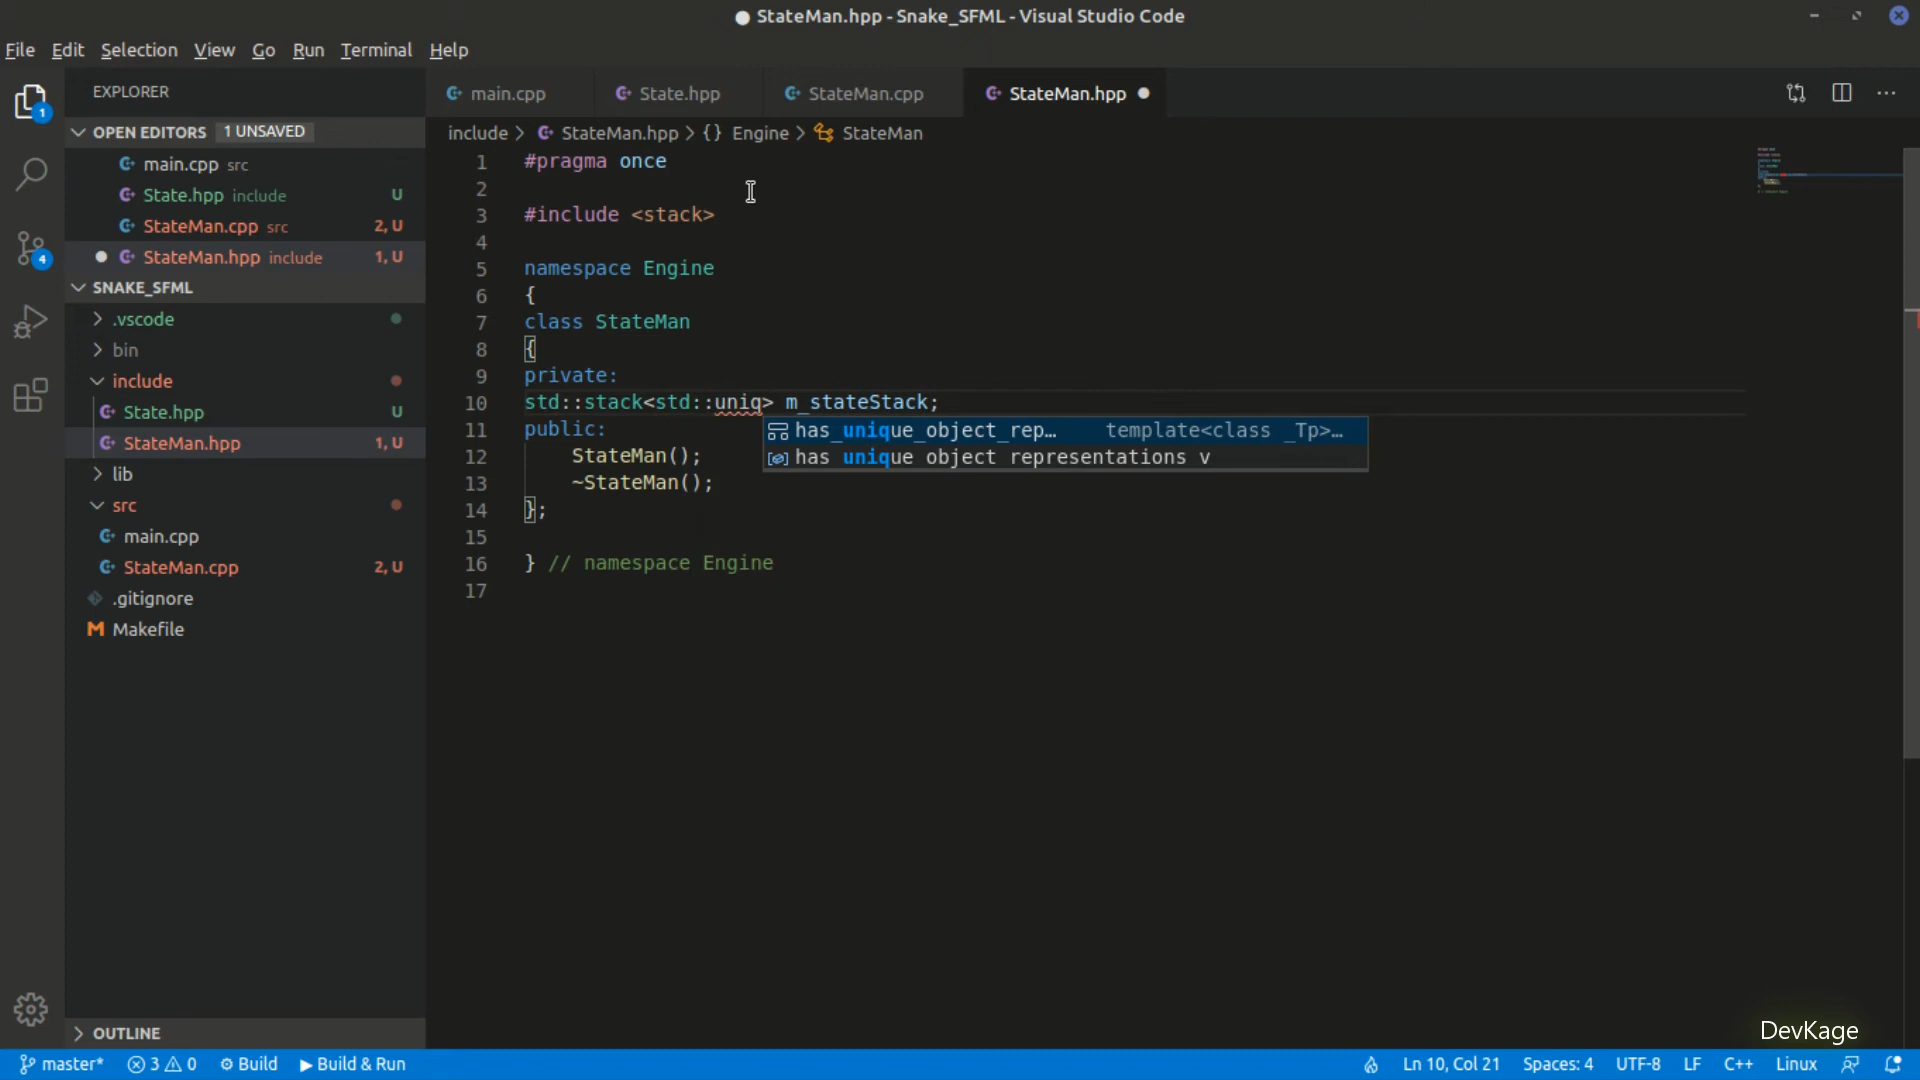 StateMan.hpp - Snake_SFML - Visual Studio Code
File Edit Selection View Go Run Terminal Help
EXPLORER
OPEN EDITORS 1 UNSAVED
main.cpp src
State.hpp include U
StateMan.cpp src 2, U
StateMan.hpp include 1, U
SNAKE_SFML
.vscode
bin
include
State.hpp U
StateMan.hpp 1, U
lib
src
main.cpp
StateMan.cpp 2, U
.gitignore
Makefile
OUTLINE
1
4
main.cpp State.hpp StateMan.cpp StateMan.hpp
include > StateMan.hpp > {} Engine > StateMan
1 #pragma once
2
3 #include <stack>
4
5 namespace Engine
6 {
7 class StateMan
8 {
9 private:
10 std::stack<std::uniq> m_stateStack;
11 public:
12 StateMan();
13 ~StateMan();
14 };
15
16 } // namespace Engine
17
has_unique_object_rep… template<class _Tp>…
has_unique_object_representations_v
DevKage
master* 3 0 Build Build & Run Ln 10, Col 21 Spaces: 4 UTF-8 LF C++ Linux